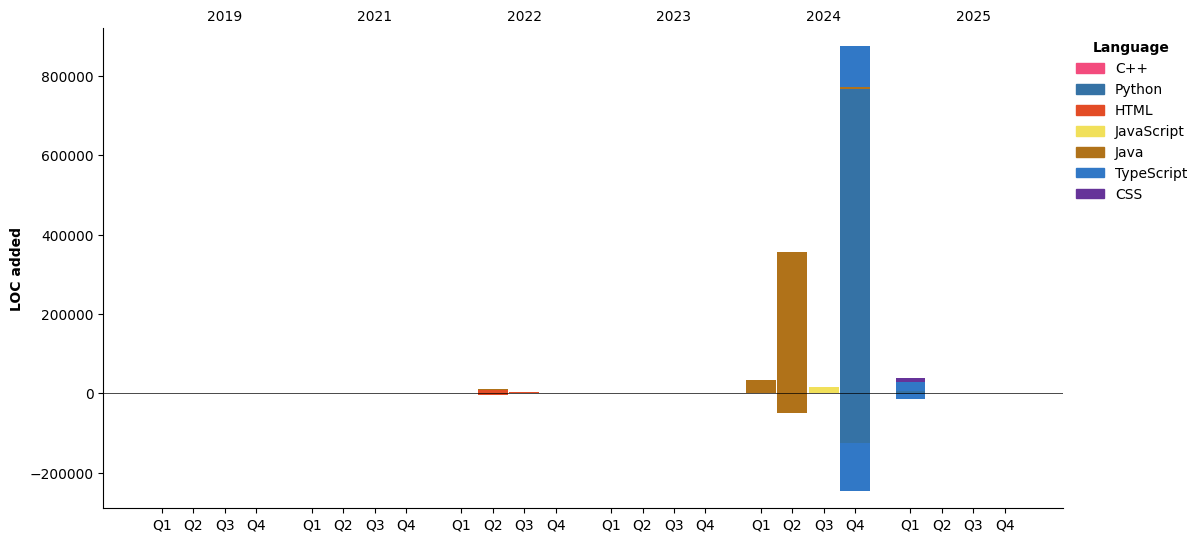 2019 2021 2022 2023 2024 2025
Language
C++
Python
HTML
JavaScript
Java
TypeScript
CSS
LOC added
800000
600000
400000
200000
0
−200000
Q1 Q2 Q3 Q4 Q1 Q2 Q3 Q4 Q1 Q2 Q3 Q4 Q1 Q2 Q3 Q4 Q1 Q2 Q3 Q4 Q1 Q2 Q3 Q4